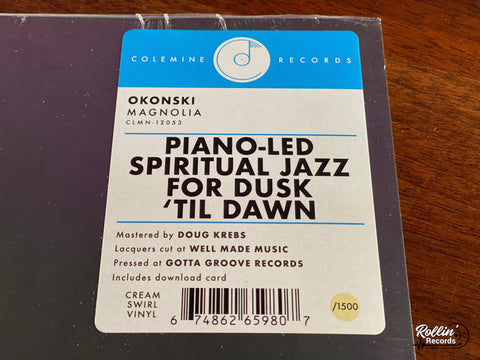 COLEMINE RECORDS
OKONSKI
MAGNOLIA
CLMN-12053
PIANO-LED
SPIRITUAL JAZZ
FOR DUSK
‘TIL DAWN
Mastered by DOUG KREBS
Lacquers cut at WELL MADE MUSIC
Pressed at GOTTA GROOVE RECORDS
Includes download card
CREAM
SWIRL
VINYL
6 74862 65980 7
/1500
Rollin'
Records